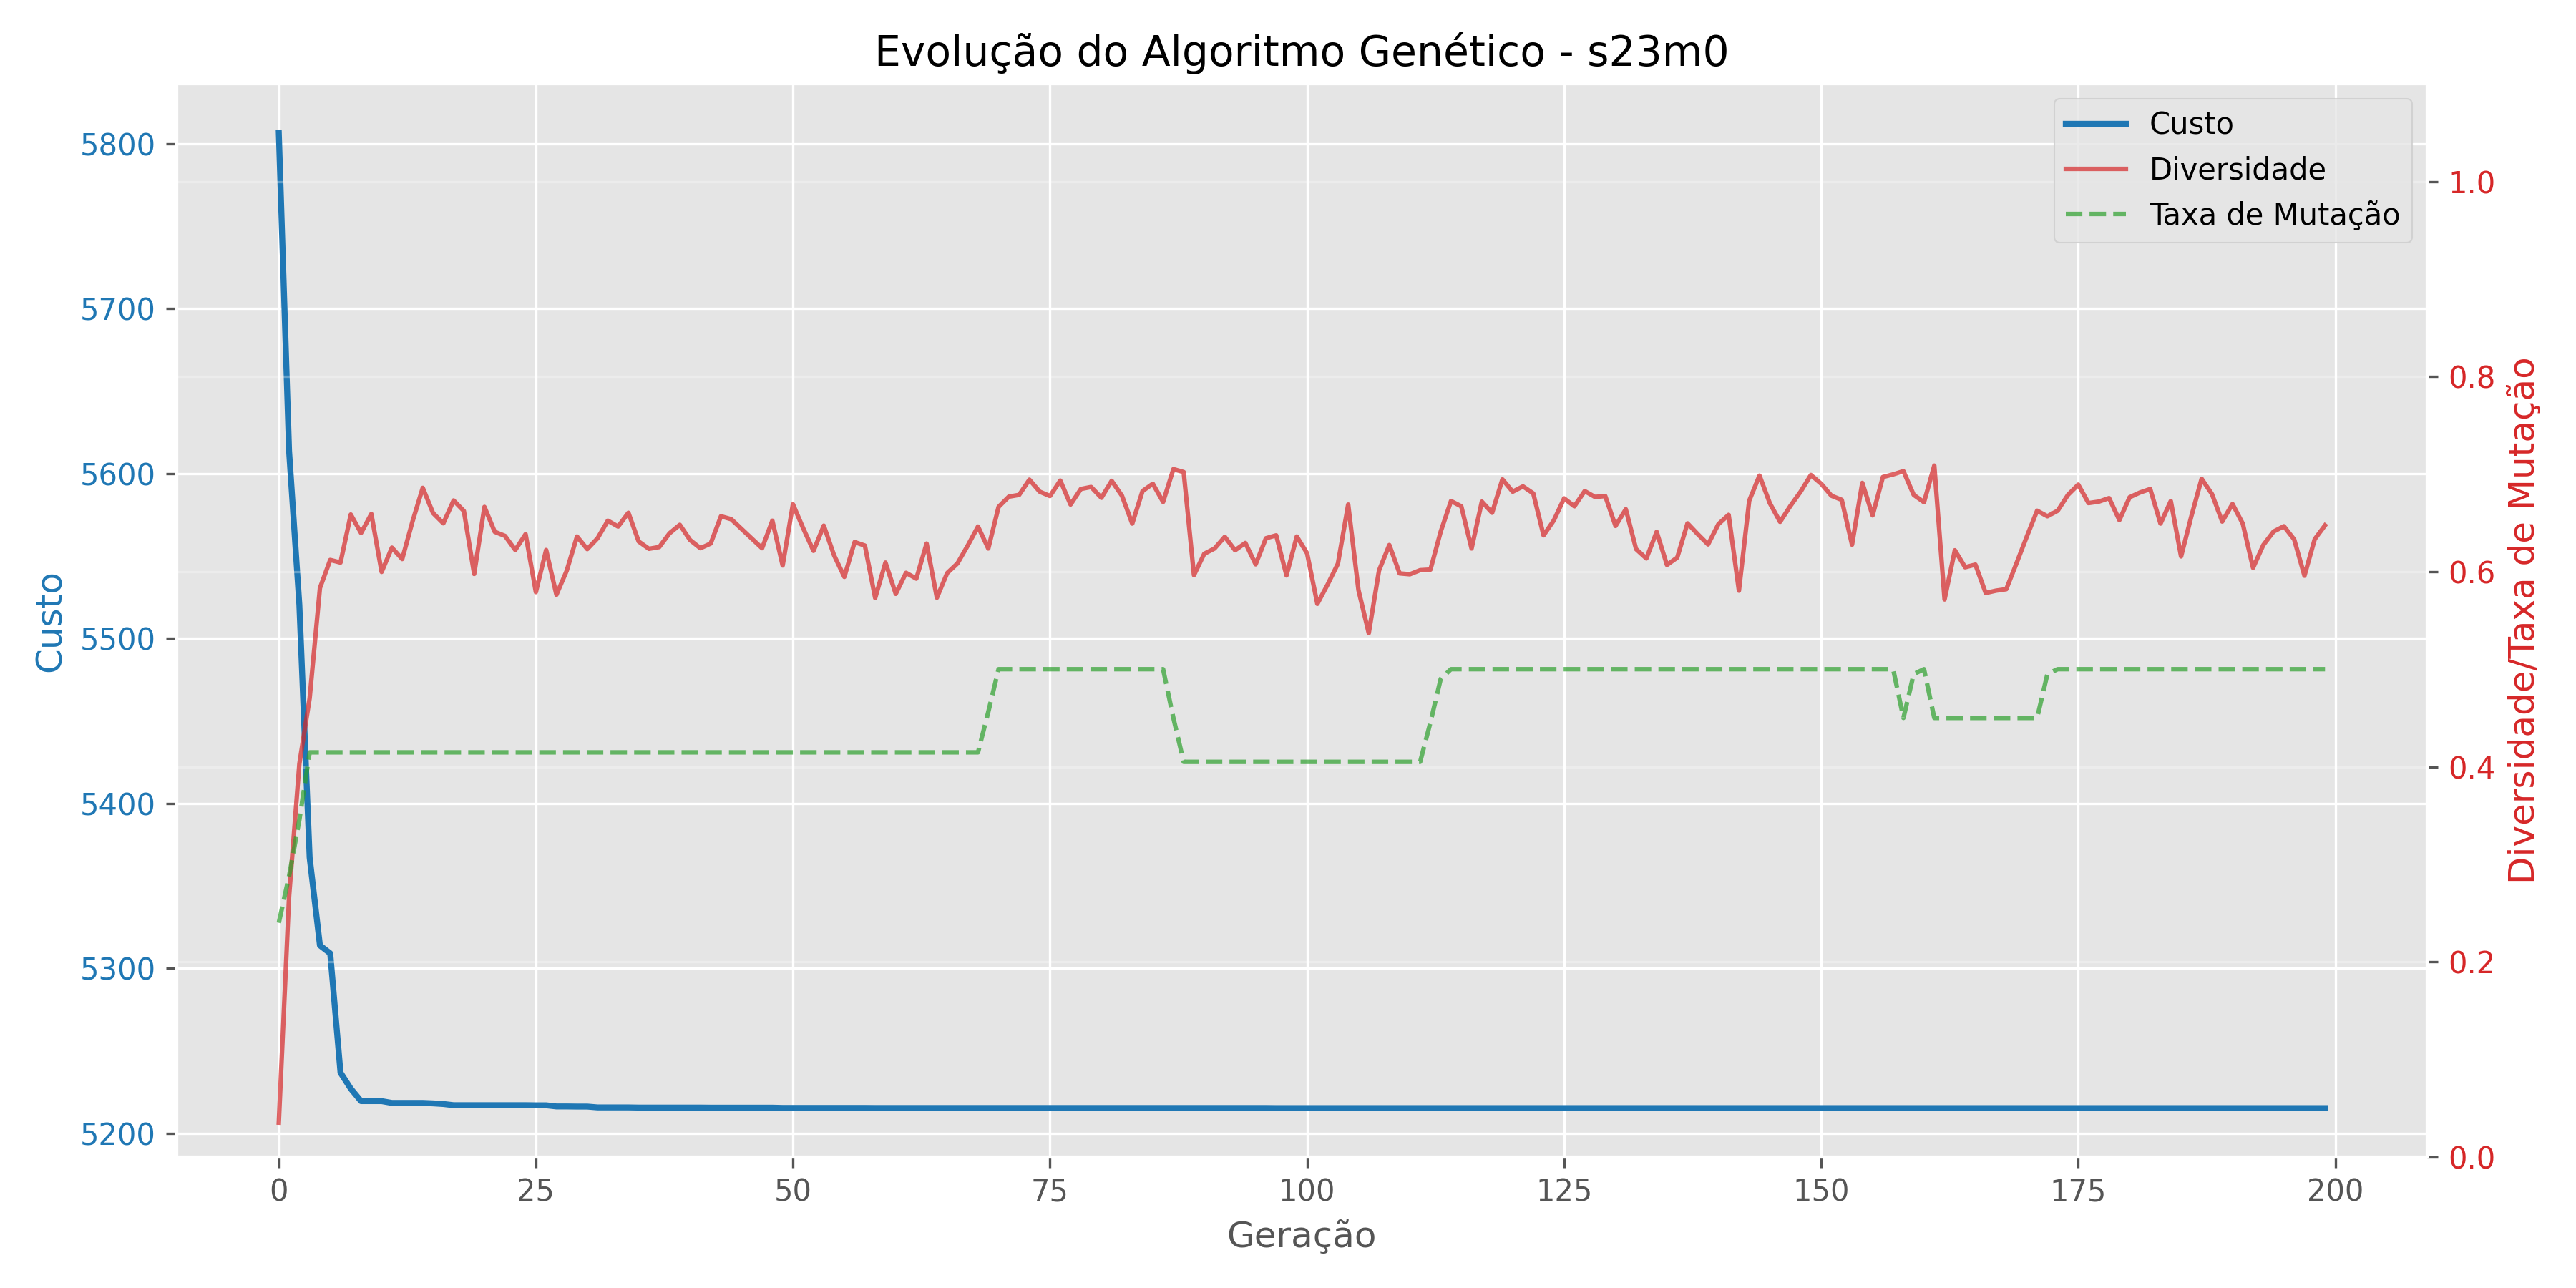 Evolução do Algoritmo Genético - s23m0
Custo
Diversidade
Taxa de Mutação
5800
5700
5600
5500
5400
5300
5200
Custo
1.0
0.8
0.6
0.4
0.2
0.0
Diversidade/Taxa de Mutação
0 25 50 75 100 125 150 175 200
Geração